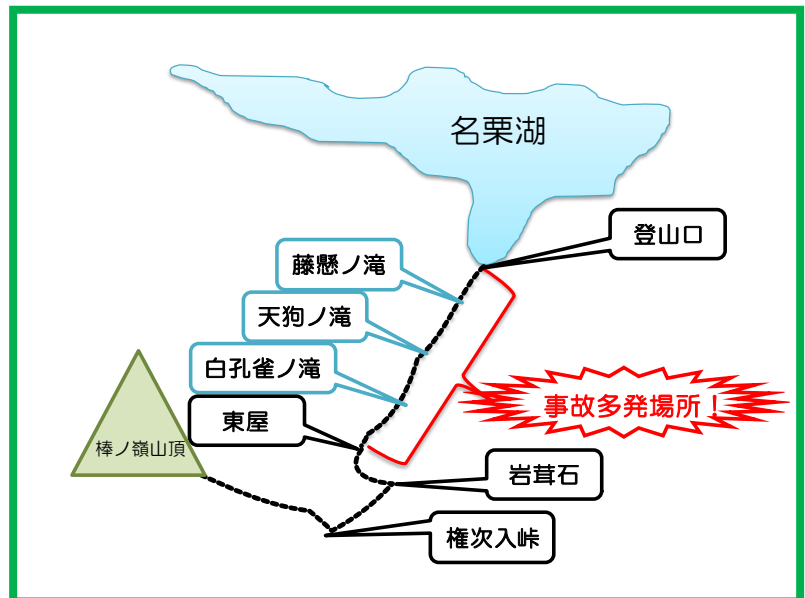 名栗湖
登山口
藤懸ノ滝
天狗ノ滝
白孔雀ノ滝
事故多発場所！
東屋
棒ノ嶺山頂
岩茸石
権次入峠